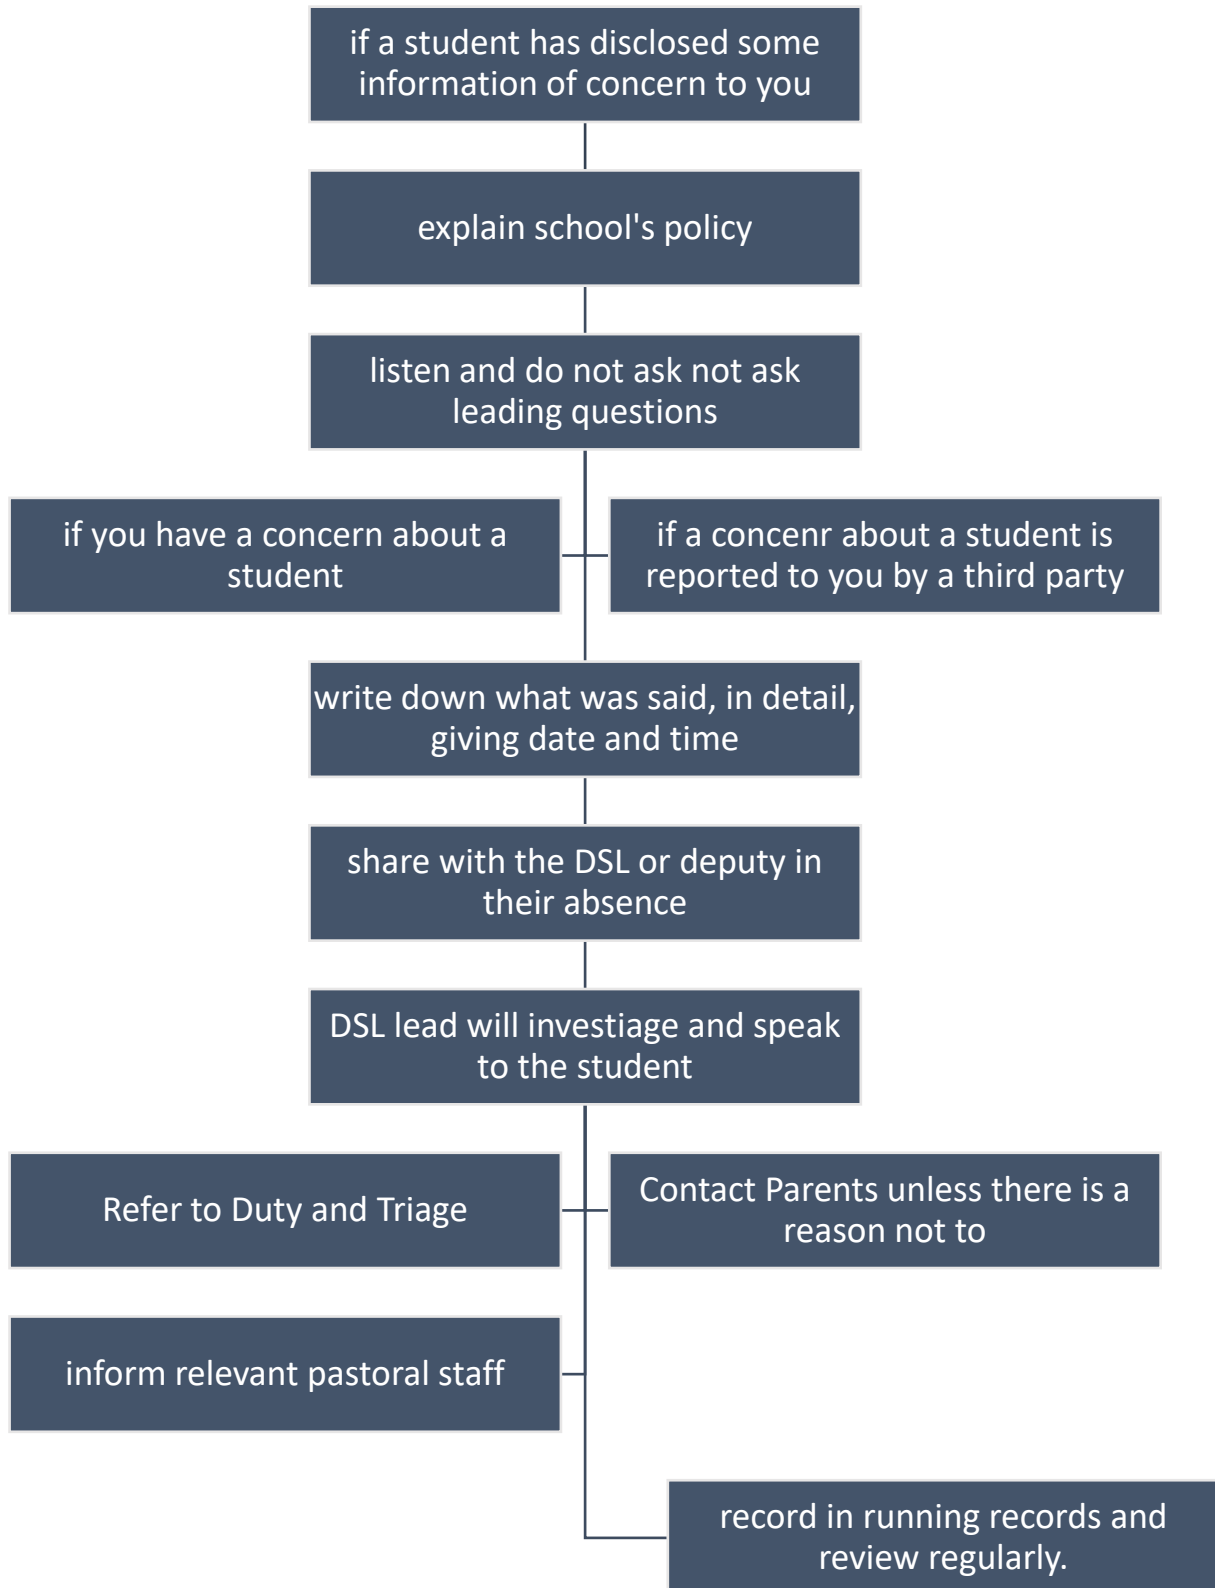 if a student has disclosed some
information of concern to you
explain school's policy
listen and do not ask not ask
leading questions
if you have a concern about a
student
if a concenr about a student is
reported to you by a third party
write down what was said, in detail,
giving date and time
share with the DSL or deputy in
their absence
DSL lead will investiage and speak
to the student
Refer to Duty and Triage
Contact Parents unless there is a
reason not to
inform relevant pastoral staff
record in running records and
review regularly.